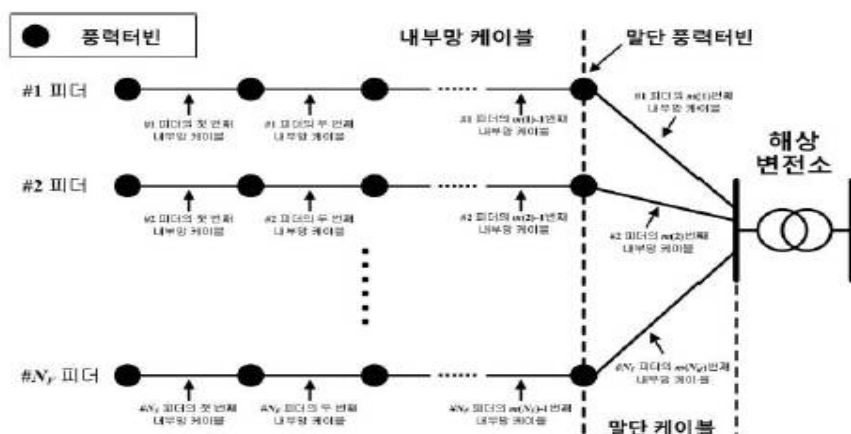 풍력터빈
내부망 케이블
말단 풍력터빈
#1 피더
#1 피더의 첫 번째
내부망 케이블
#1 피더의 두 번째
내부망 케이블
#1 피더의 m(1)-1번째
내부망 케이블
#1 피더의 m(1)번째
내부망 케이블
해상
변전소
#2 피더
#2 피더의 첫 번째
내부망 케이블
#2 피더의 두 번째
내부망 케이블
#2 피더의 m(2)-1번째
내부망 케이블
#2 피더의 m(2)번째
내부망 케이블
#NF 피더
#NF 피더의 첫 번째
내부망 케이블
#NF 피더의 두 번째
내부망 케이블
#NF 피더의 m(NF)-1번째
내부망 케이블
#NF 피더의 m(NF)번째
내부망 케이블
말단 케이블